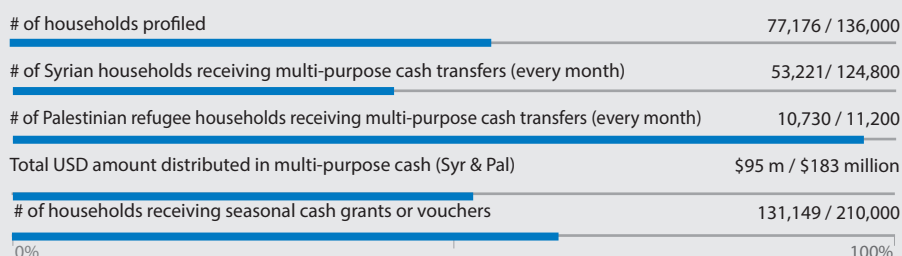 # of households profiled 77,176 / 136,000
# of Syrian households receiving multi-purpose cash transfers (every month) 53,221/ 124,800
# of Palestinian refugee households receiving multi-purpose cash transfers (every month) 10,730 / 11,200
Total USD amount distributed in multi-purpose cash (Syr & Pal) $95 m / $183 million
# of households receiving seasonal cash grants or vouchers 131,149 / 210,000
0% 100%